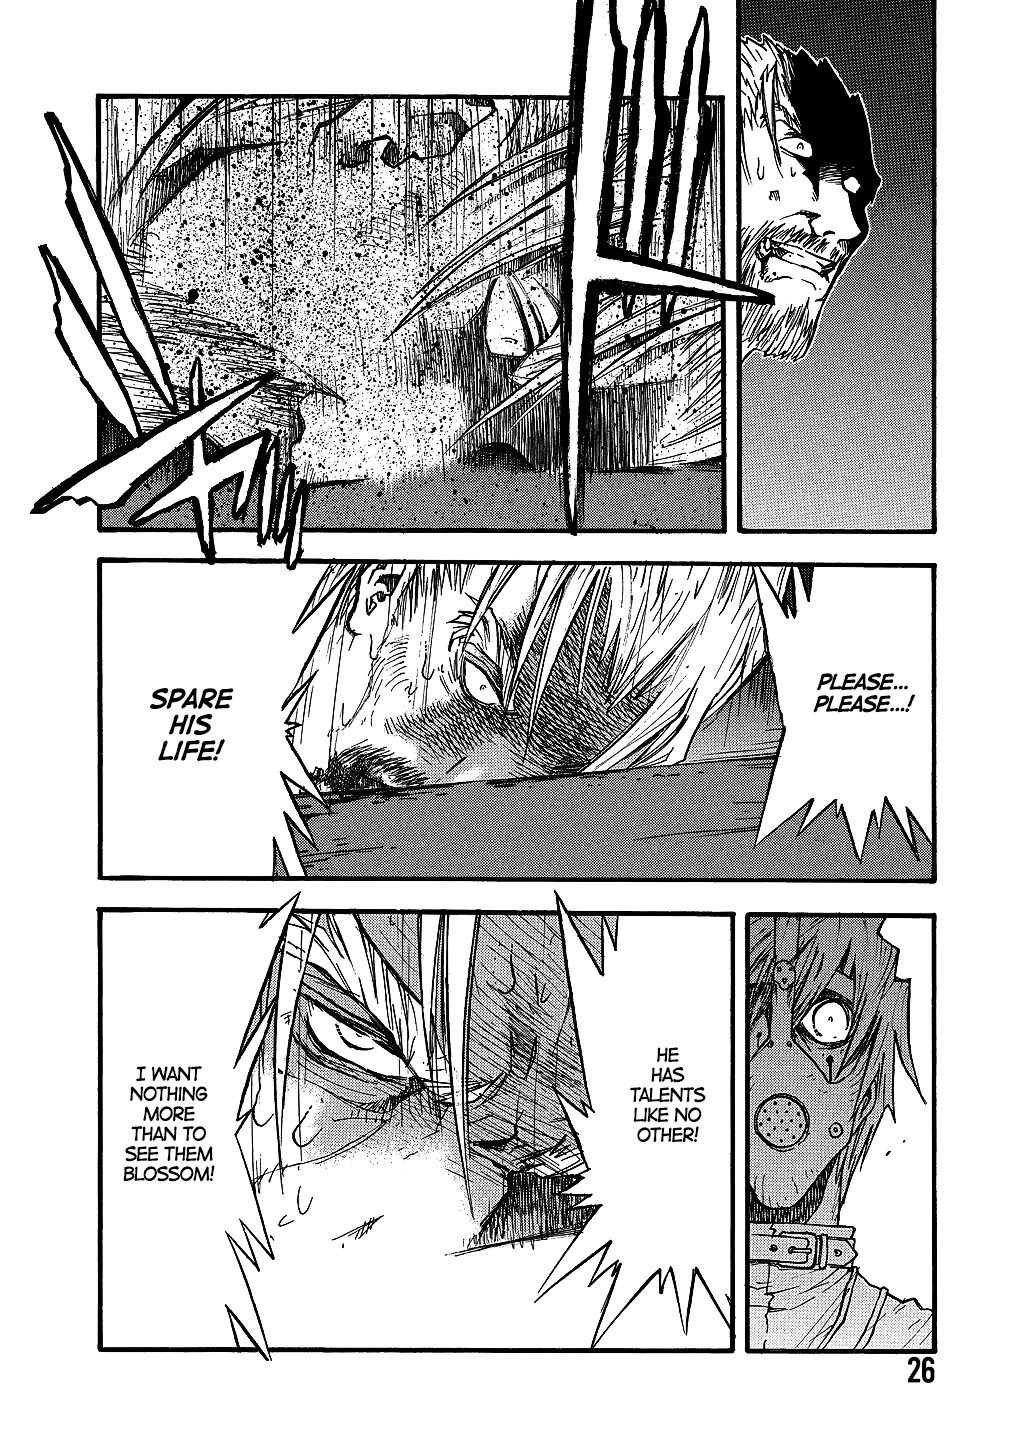 PLEASE...
PLEASE...!
SPARE
HIS
LIFE!
HE
HAS
TALENTS
LIKE NO
OTHER!
I WANT
NOTHING
MORE
THAN TO
SEE THEM
BLOSSOM!
26